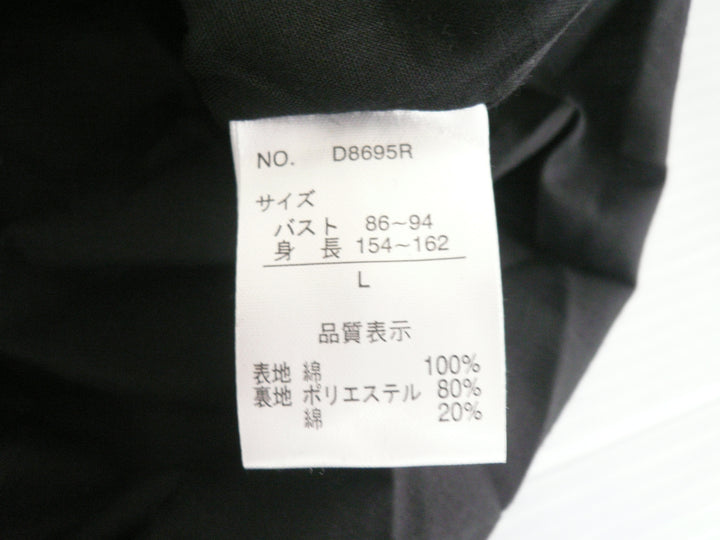 NO. D8695R
サイズ
バスト 86~94
身 長 154~162
L
品質表示
表地 綿 100%
裏地 ポリエステル 80%
綿 20%